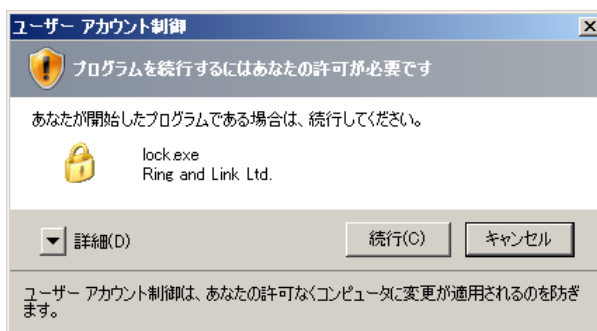 ユーザー アカウント制御
プログラムを続行するにはあなたの許可が必要です
あなたが開始したプログラムである場合は、続行してください。
lock.exe
Ring and Link Ltd.
詳細(D)
続行(C)
キャンセル
ユーザー アカウント制御は、あなたの許可なくコンピュータに変更が適用されるのを防ぎ
ます。